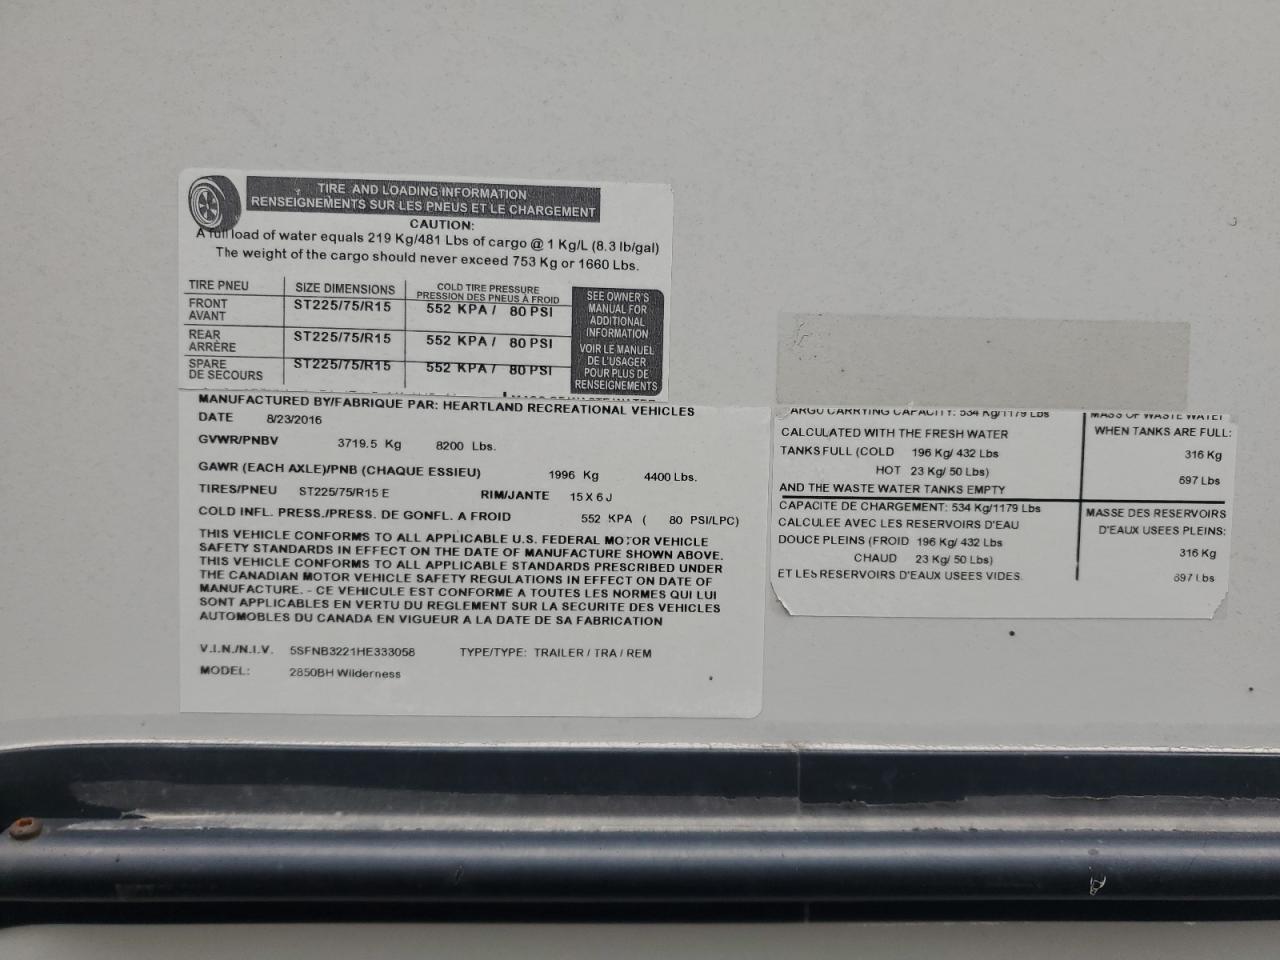 TIRE AND LOADING INFORMATION
RENSEIGNEMENTS SUR LES PNEUS ET LE CHARGEMENT
CAUTION:
A full load of water equals 219 Kg/481 Lbs of cargo @ 1 Kg/L (8.3 lb/gal)
The weight of the cargo should never exceed 753 Kg or 1660 Lbs.
TIRE PNEU SIZE DIMENSIONS COLD TIRE PRESSURE
PRESSION DES PNEUS À FROID
FRONT
AVANT ST225/75/R15 552 KPA / 80 PSI
REAR
ARRÈRE ST225/75/R15 552 KPA / 80 PSI
SPARE
DE SECOURS ST225/75/R15 552 KPA / 80 PSI
SEE OWNER'S
MANUAL FOR
ADDITIONAL
INFORMATION
VOIR LE MANUEL
DE L'USAGER
POUR PLUS DE
RENSEIGNEMENTS
MANUFACTURED BY/FABRIQUE PAR: HEARTLAND RECREATIONAL VEHICLES
DATE 8/23/2016
GVWR/PNBV 3719.5 Kg 8200 Lbs.
GAWR (EACH AXLE)/PNB (CHAQUE ESSIEU) 1996 Kg 4400 Lbs.
TIRES/PNEU ST225/75/R15 E RIM/JANTE 15 X 6 J
COLD INFL. PRESS./PRESS. DE GONFL. A FROID 552 KPA ( 80 PSI/LPC)
THIS VEHICLE CONFORMS TO ALL APPLICABLE U.S. FEDERAL MOTOR VEHICLE
SAFETY STANDARDS IN EFFECT ON THE DATE OF MANUFACTURE SHOWN ABOVE.
THIS VEHICLE CONFORMS TO ALL APPLICABLE STANDARDS PRESCRIBED UNDER
THE CANADIAN MOTOR VEHICLE SAFETY REGULATIONS IN EFFECT ON DATE OF
MANUFACTURE. - CE VEHICULE EST CONFORME A TOUTES LES NORMES QUI LUI
SONT APPLICABLES EN VERTU DU REGLEMENT SUR LA SECURITE DES VEHICLES
AUTOMOBLES DU CANADA EN VIGUEUR A LA DATE DE SA FABRICATION
V.I.N./N.I.V. 5SFNB3221HE333058 TYPE/TYPE: TRAILER / TRA / REM
MODEL: 2850BH Wilderness
CARGO CARRYING CAPACITY: 534 Kg/1179 Lbs
CALCULATED WITH THE FRESH WATER
TANKS FULL (COLD 196 Kg/ 432 Lbs
HOT 23 Kg/ 50 Lbs)
AND THE WASTE WATER TANKS EMPTY
CAPACITE DE CHARGEMENT: 534 Kg/1179 Lbs
CALCULEE AVEC LES RESERVOIRS D'EAU
DOUCE PLEINS (FROID 196 Kg/ 432 Lbs
CHAUD 23 Kg/ 50 Lbs)
ET LES RESERVOIRS D'EAUX USEES VIDES.
MASS OF WASTE WATER
WHEN TANKS ARE FULL:
316 Kg
697 Lbs
MASSE DES RESERVOIRS
D'EAUX USEES PLEINS:
316 Kg
697 Lbs